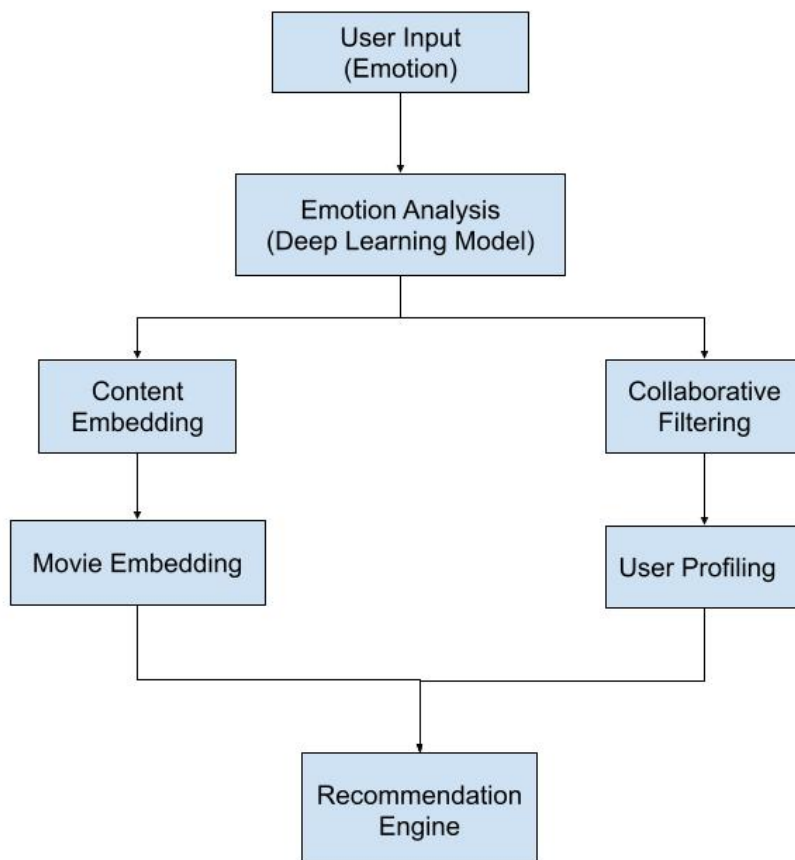 User Input
(Emotion)
Emotion Analysis
(Deep Learning Model)
Content
Embedding
Collaborative
Filtering
Movie Embedding
User Profiling
Recommendation
Engine